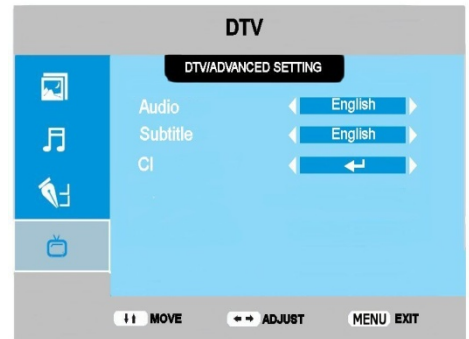 DTV
DTV/ADVANCED SETTING
Audio English
Subtitle English
CI
MOVE ADJUST MENU EXIT